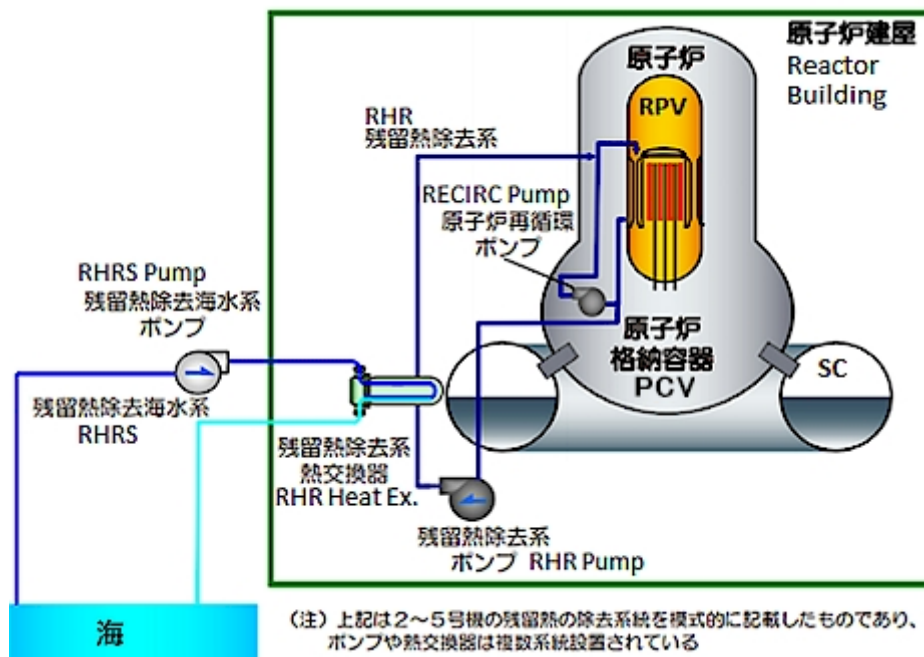 原子炉建屋
Reactor
Building
原子炉
RPV
RHR
残留熱除去系
RECIRC Pump
原子炉再循環
ポンプ
RHRS Pump
残留熱除去海水系
ポンプ
原子炉
格納容器
PCV
SC
残留熱除去海水系
RHRS
残留熱除去系
熱交換器
RHR Heat Ex.
残留熱除去系
ポンプ RHR Pump
海
(注)上記は2~5号機の残留熱の除去系統を模式的に記載したものであり、
ポンプや熱交換器は複数系統設置されている